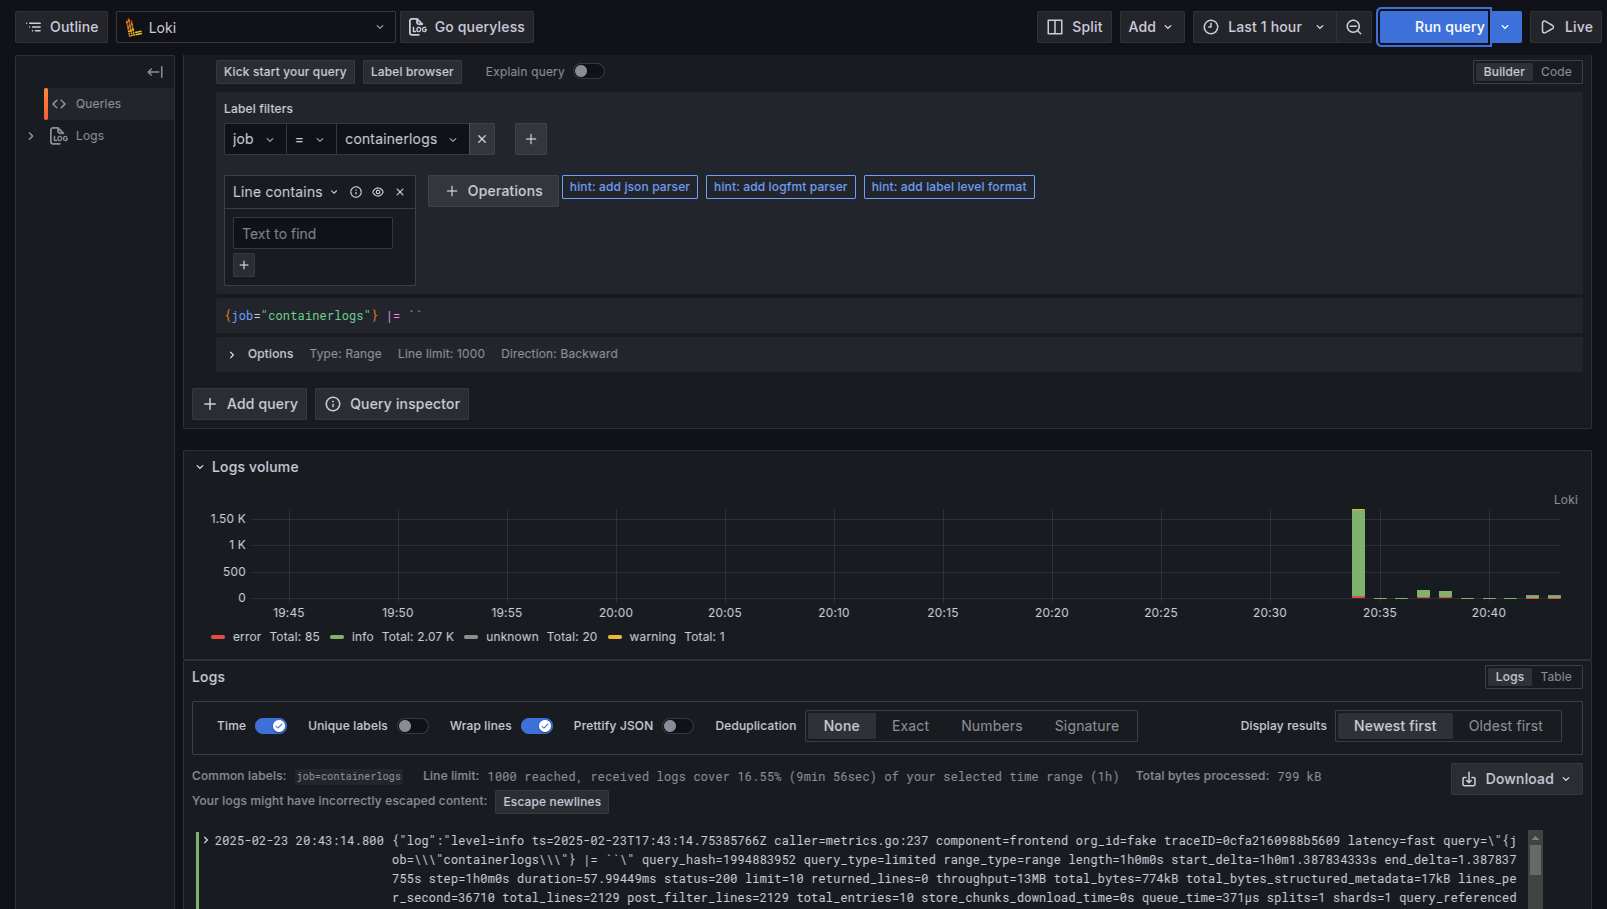 Outline
Loki
Go queryless
Split
Add
Last 1 hour
Run query
Live
Queries
Logs
Kick start your query
Label browser
Explain query
Builder
Code
Label filters
job
=
containerlogs
Line contains
Operations
hint: add json parser
hint: add logfmt parser
hint: add label level format
Text to find
{job="containerlogs"} |= ``
Options Type: Range Line limit: 1000 Direction: Backward
Add query
Query inspector
Logs volume
Loki
1.50 K
1 K
500
0
19:45 19:50 19:55 20:00 20:05 20:10 20:15 20:20 20:25 20:30 20:35 20:40
error Total: 85 info Total: 2.07 K unknown Total: 20 warning Total: 1
Logs
Logs Table
Time Unique labels Wrap lines Prettify JSON Deduplication None Exact Numbers Signature Display results Newest first Oldest first
Common labels: job=containerlogs Line limit: 1000 reached, received logs cover 16.55% (9min 56sec) of your selected time range (1h) Total bytes processed: 799 kB
Download
Your logs might have incorrectly escaped content: Escape newlines
2025-02-23 20:43:14.800 {"log":"level=info ts=2025-02-23T17:43:14.75385766Z caller=metrics.go:237 component=frontend org_id=fake traceID=0cfa2160988b5609 latency=fast query=\"{j
ob=\\\"containerlogs\\\"} |= ``\" query_hash=1994883952 query_type=limited range_type=range length=1h0m0s start_delta=1h0m1.387834333s end_delta=1.387837
755s step=1h0m0s duration=57.99449ms status=200 limit=10 returned_lines=0 throughput=13MB total_bytes=774kB total_bytes_structured_metadata=17kB lines_pe
r_second=36710 total_lines=2129 post_filter_lines=2129 total_entries=10 store_chunks_download_time=0s queue_time=371µs splits=1 shards=1 query_referenced